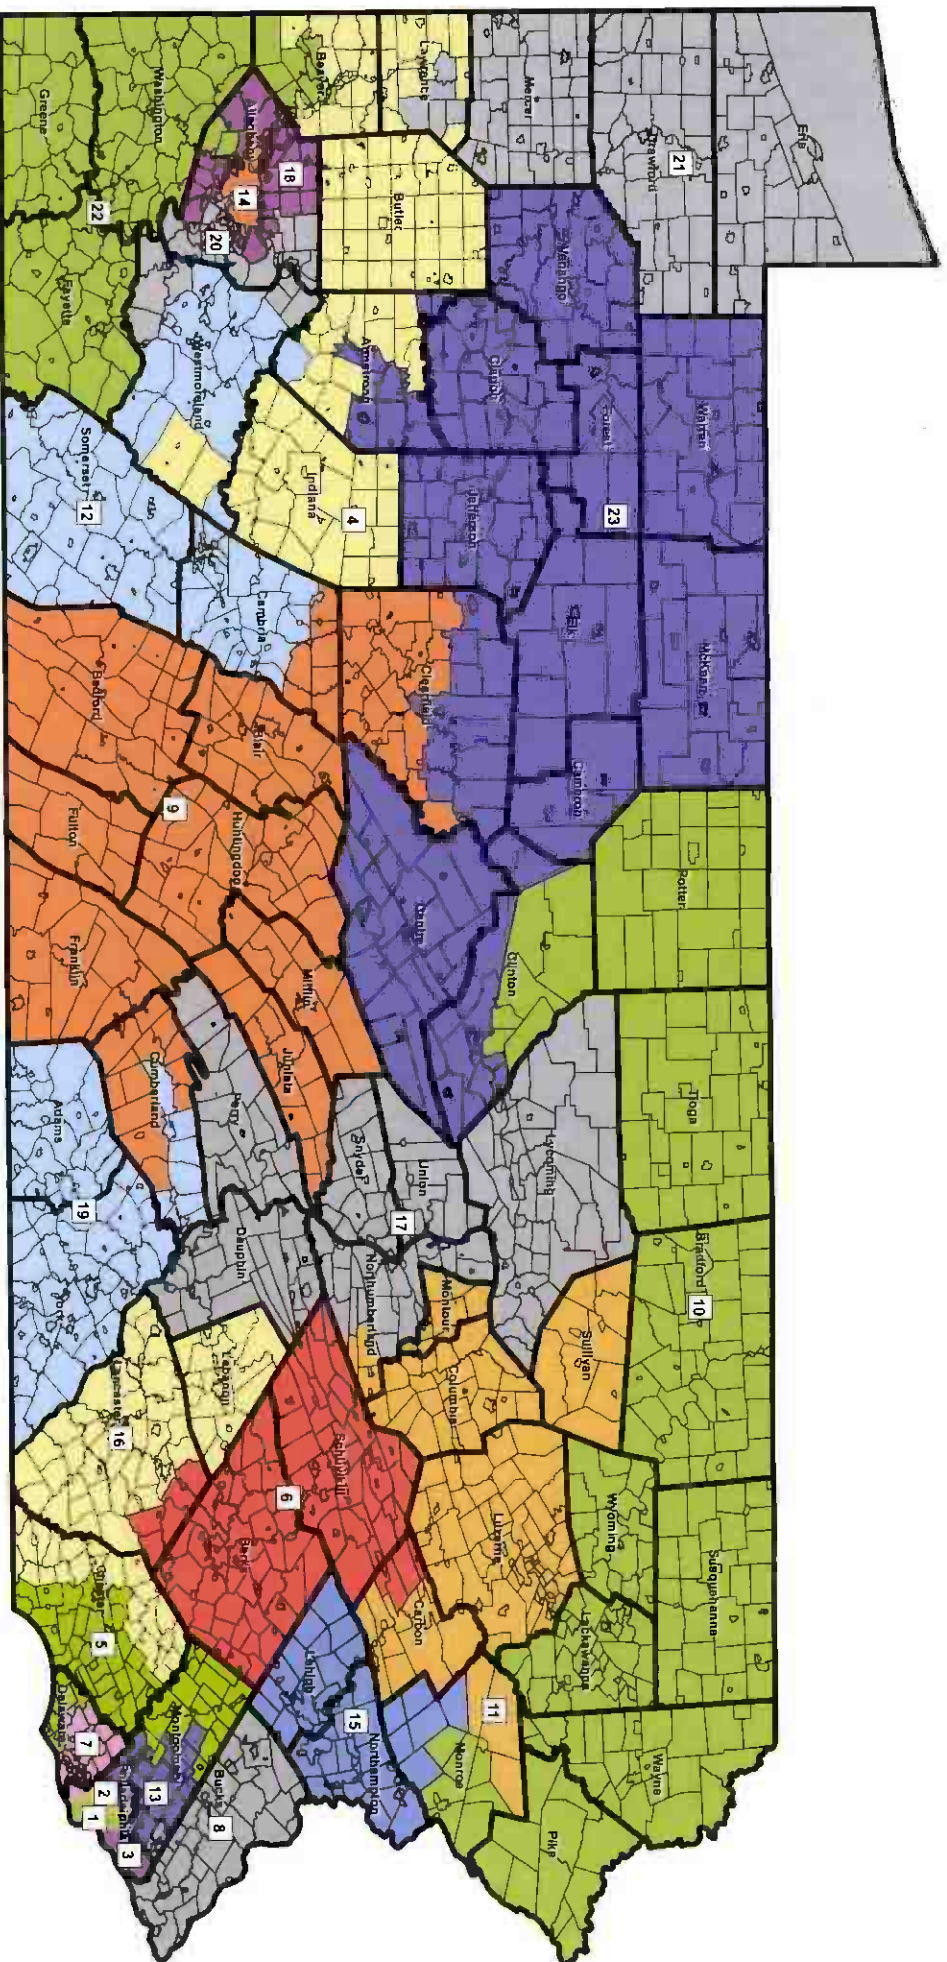 Erie
Crawford
21
Mercer
Lawrence
Beaver
Butler
Allegheny
18
14
20
Washington
Greene
22
Fayette
Westmoreland
Armstrong
Indiana
4
Somerset
12
Cambria
Venango
Clarion
Forest
Warren
23
Jefferson
Elk
McKean
Cameron
Clearfield
Centre
Clinton
Potter
Tioga
Bradford
10
Susquehanna
Wayne
Wyoming
Lackawanna
Pike
Monroe
Sullivan
Lycoming
Union
Snyder
17
Northumberland
Montour
Columbia
Luzerne
11
Carbon
Bedford
Blair
Huntingdon
9
Fulton
Franklin
Mifflin
Juniata
Perry
Cumberland
Dauphin
Adams
19
York
Lebanon
Lancaster
16
Schuylkill
6
Berks
Lehigh
15
Northampton
Chester
5
Montgomery
Bucks
8
Delaware
7
13
Philadelphia
2
1
3